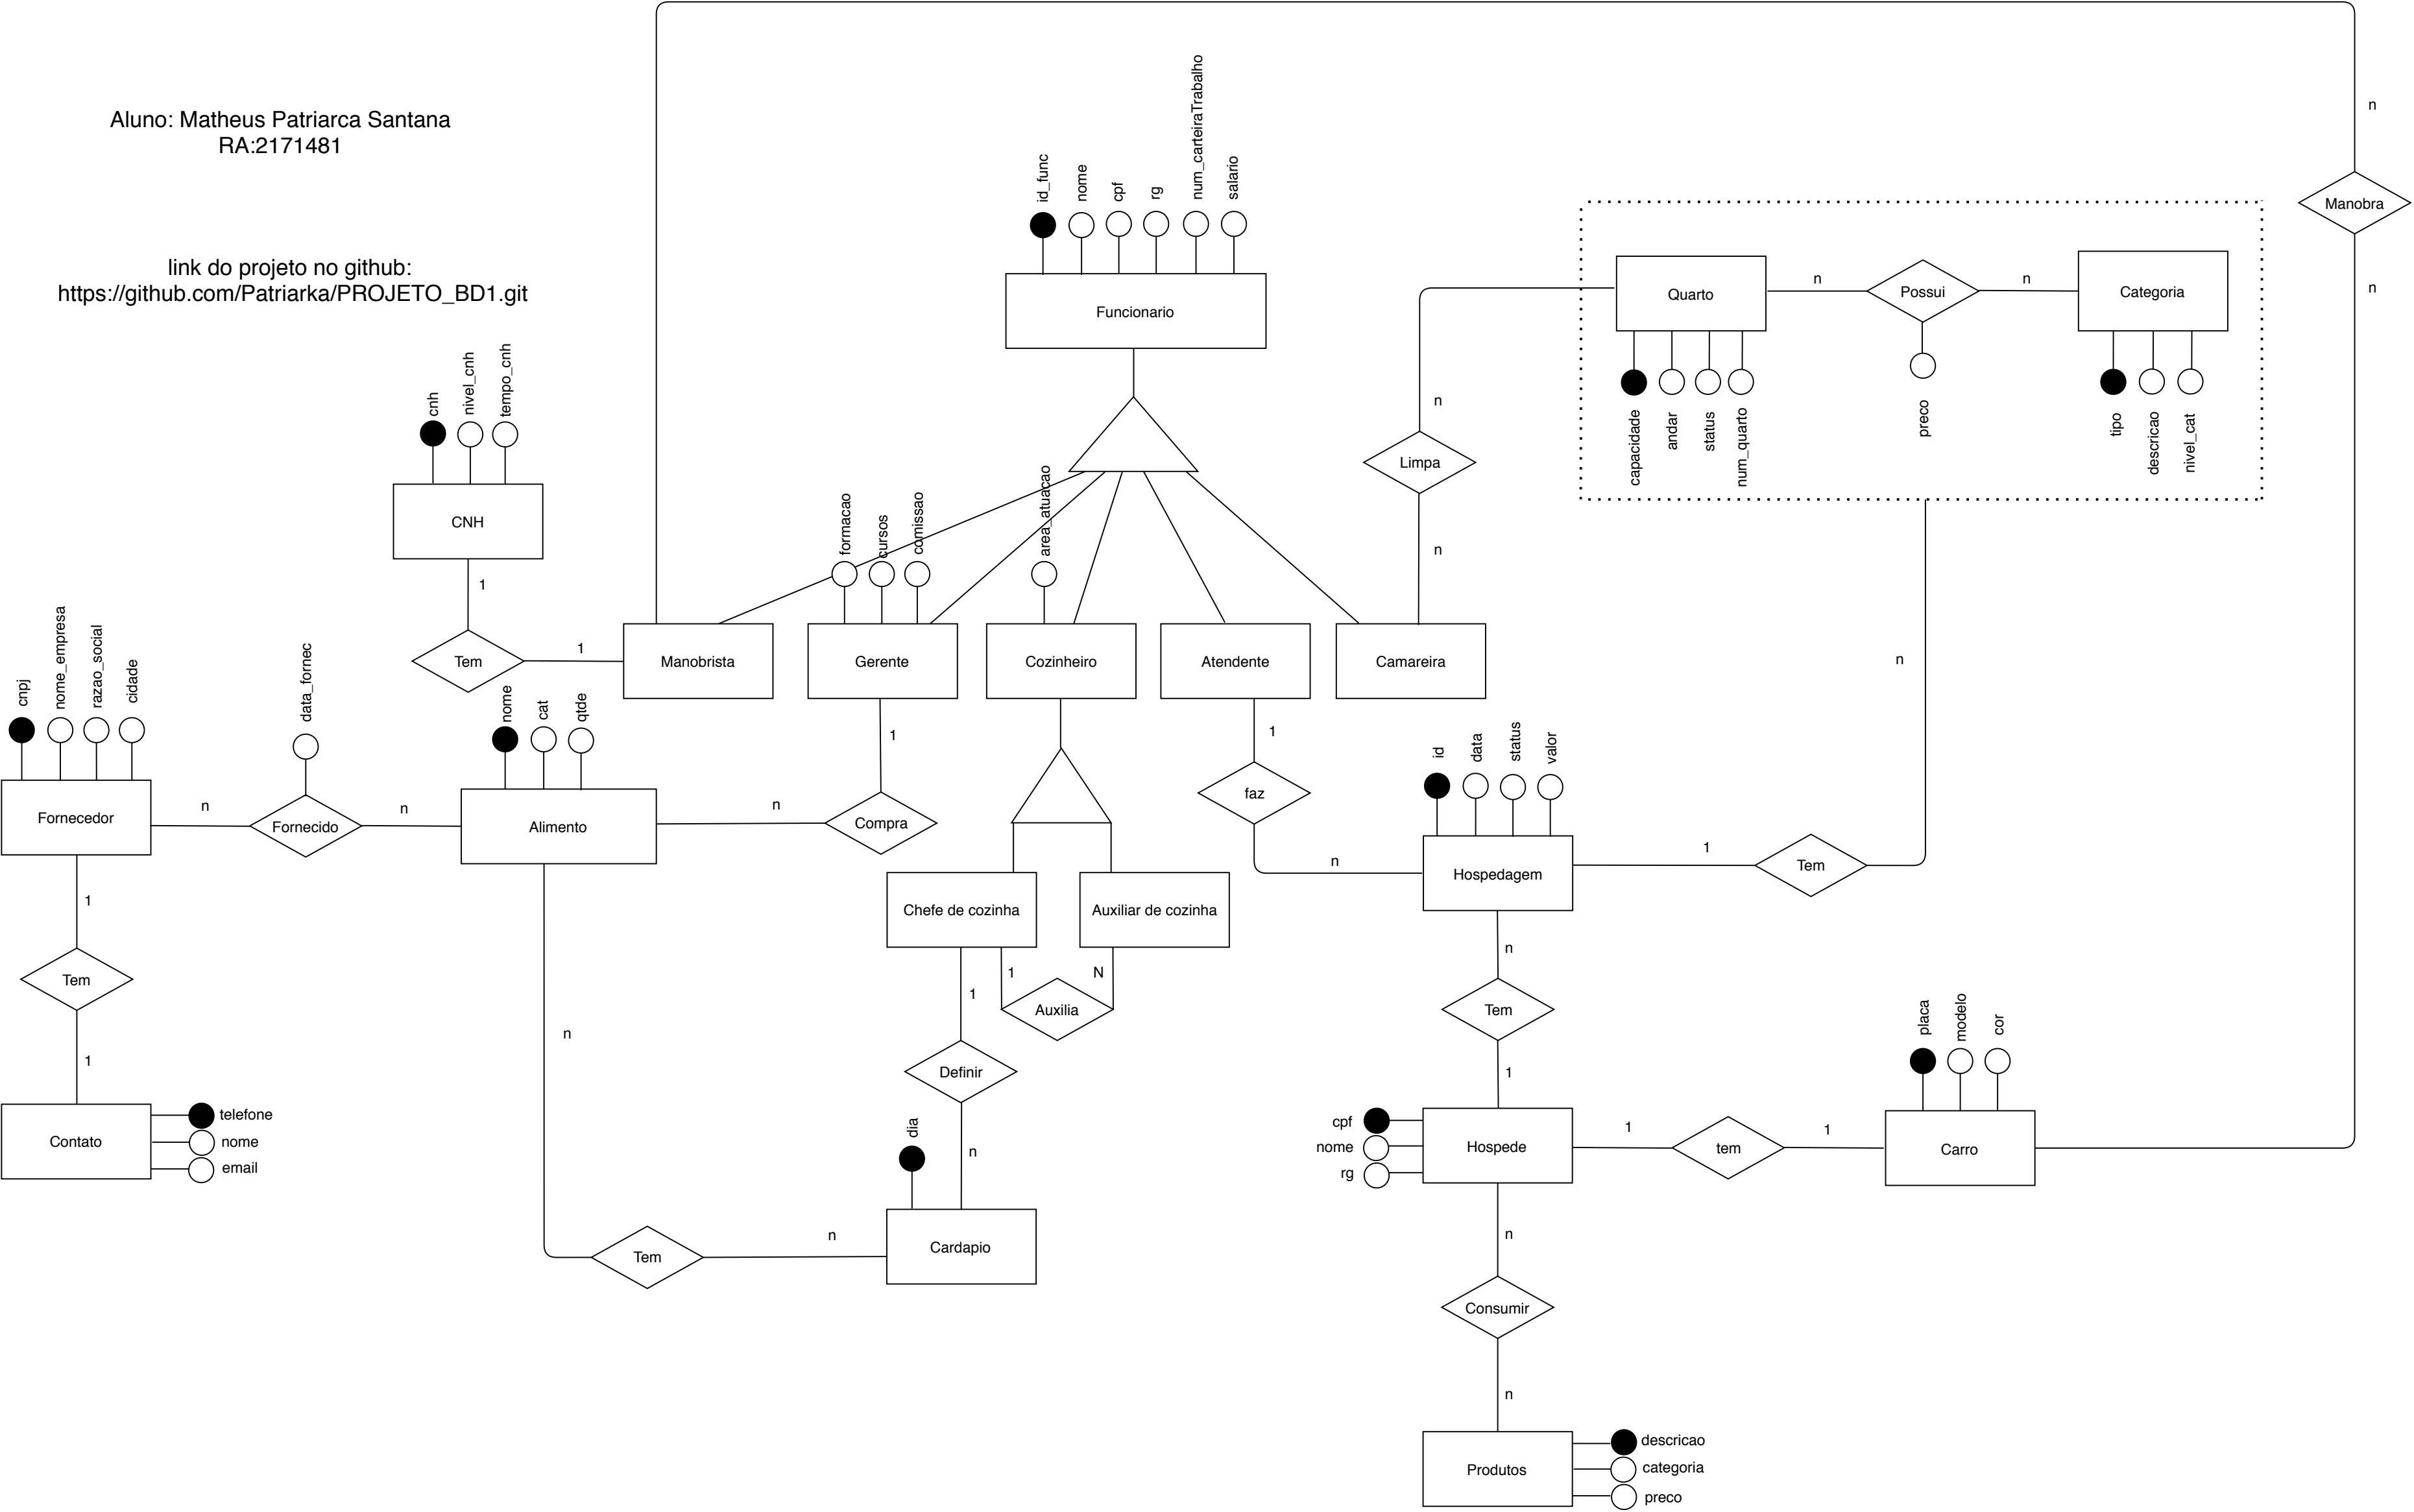 Aluno: Matheus Patriarca Santana
RA:2171481
link do projeto no github:
https://github.com/Patriarka/PROJETO_BD1.git
n
Manobra
n
id_func
nome
cpf
rg
num_carteiraTrabalho
salario
Funcionario
Quarto
n
Possui
n
Categoria
capacidade
andar
status
num_quarto
preco
tipo
descricao
nivel_cat
n
Limpa
n
cnh
nivel_cnh
tempo_cnh
CNH
1
Tem
1
formacao
cursos
comissao
area_atuacao
Manobrista
Gerente
Cozinheiro
Atendente
Camareira
n
cnpj
nome_empresa
razao_social
cidade
data_fornec
nome
cat
qtde
1
1
Fornecedor
n
Fornecido
n
Alimento
n
Compra
faz
n
id
data
status
valor
Hospedagem
1
Tem
Chefe de cozinha
Auxiliar de cozinha
1
Tem
1
1
N
Auxilia
1
n
n
Tem
1
Definir
n
Contato
telefone
nome
email
dia
Tem
n
Cardapio
cpf
nome
rg
Hospede
1
tem
1
placa
modelo
cor
Carro
n
Consumir
n
Produtos
descricao
categoria
preco